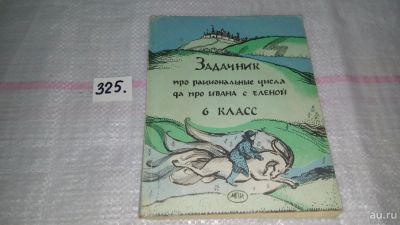 325.
Задачник
про рациональные числа
да про Ивана с Еленой
6 класс
au.ru